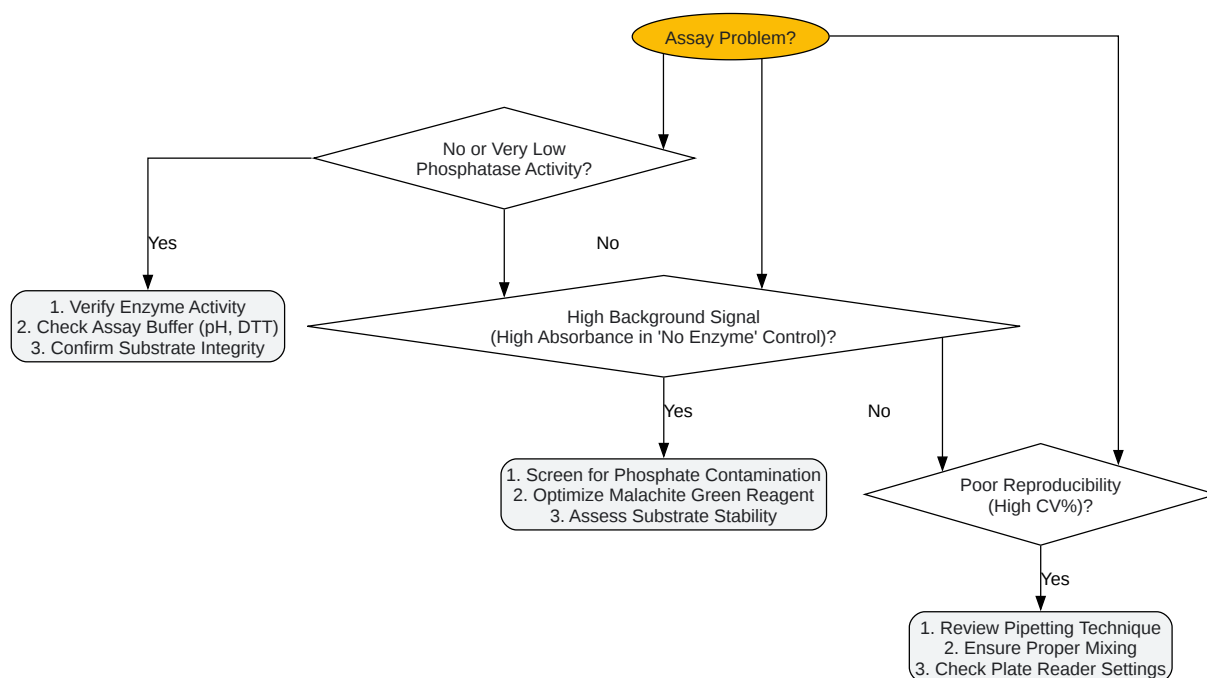 Assay Problem?
No or Very Low
Phosphatase Activity?
Yes
No
1. Verify Enzyme Activity
2. Check Assay Buffer (pH, DTT)
3. Confirm Substrate Integrity
High Background Signal
(High Absorbance in 'No Enzyme' Control)?
Yes
No
1. Screen for Phosphate Contamination
2. Optimize Malachite Green Reagent
3. Assess Substrate Stability
Poor Reproducibility
(High CV%)?
Yes
1. Review Pipetting Technique
2. Ensure Proper Mixing
3. Check Plate Reader Settings